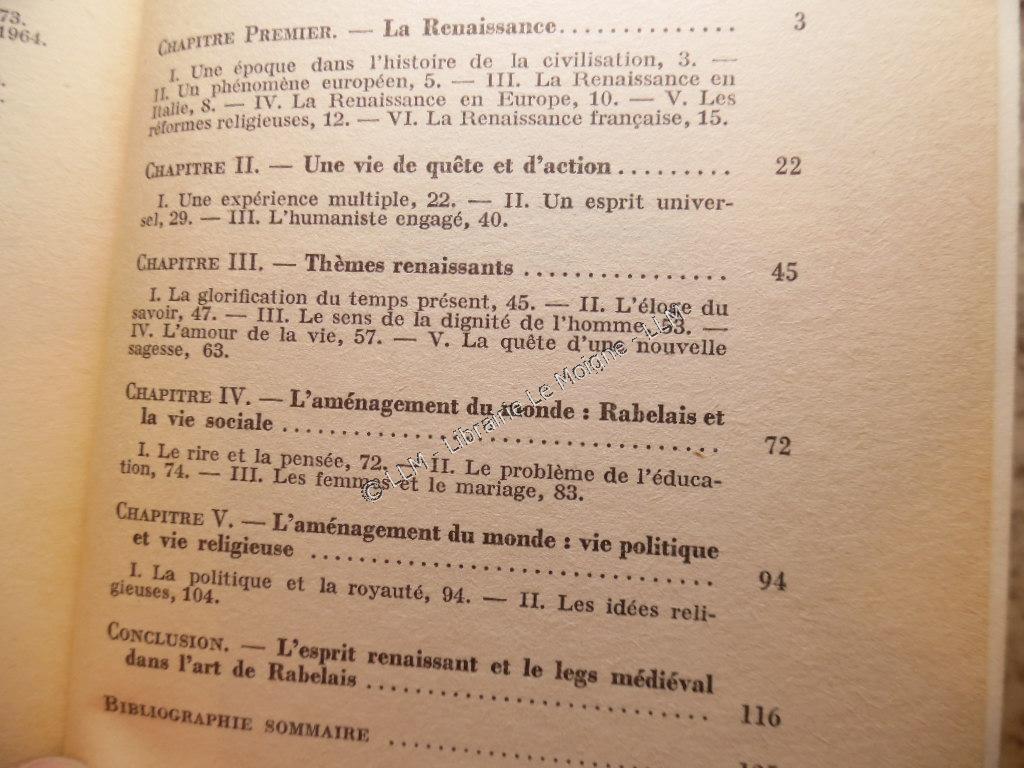 73.
1964.
CHAPITRE PREMIER. — La Renaissance.............. 3
I. Une époque dans l'histoire de la civilisation, 3. —
II. Un phénomène européen, 5. — III. La Renaissance en
Italie, 8. — IV. La Renaissance en Europe, 10. — V. Les
réformes religieuses, 12. — VI. La Renaissance française, 15.
CHAPITRE II. — Une vie de quête et d'action......... 22
I. Une expérience multiple, 22. — II. Un esprit univer-
sel, 29. — III. L'humaniste engagé, 40.
CHAPITRE III. — Thèmes renaissants ................ 45
I. La glorification du temps présent, 45. — II. L'éloge du
savoir, 47. — III. Le sens de la dignité de l'homme, 53. —
IV. L'amour de la vie, 57. — V. La quête d'une nouvelle
sagesse, 63.
CHAPITRE IV. — L'aménagement du monde : Rabelais et
la vie sociale .................................. 72
I. Le rire et la pensée, 72. — II. Le problème de l'éduca-
tion, 74. — III. Les femmes et le mariage, 83.
CHAPITRE V. — L'aménagement du monde : vie politique
et vie religieuse ................................ 94
I. La politique et la royauté, 94. — II. Les idées reli-
gieuses, 104.
CONCLUSION. — L'esprit renaissant et le legs médiéval
dans l'art de Rabelais ........................... 116
BIBLIOGRAPHIE SOMMAIRE ................
© LLM - Librairie Le Moigne - LLM